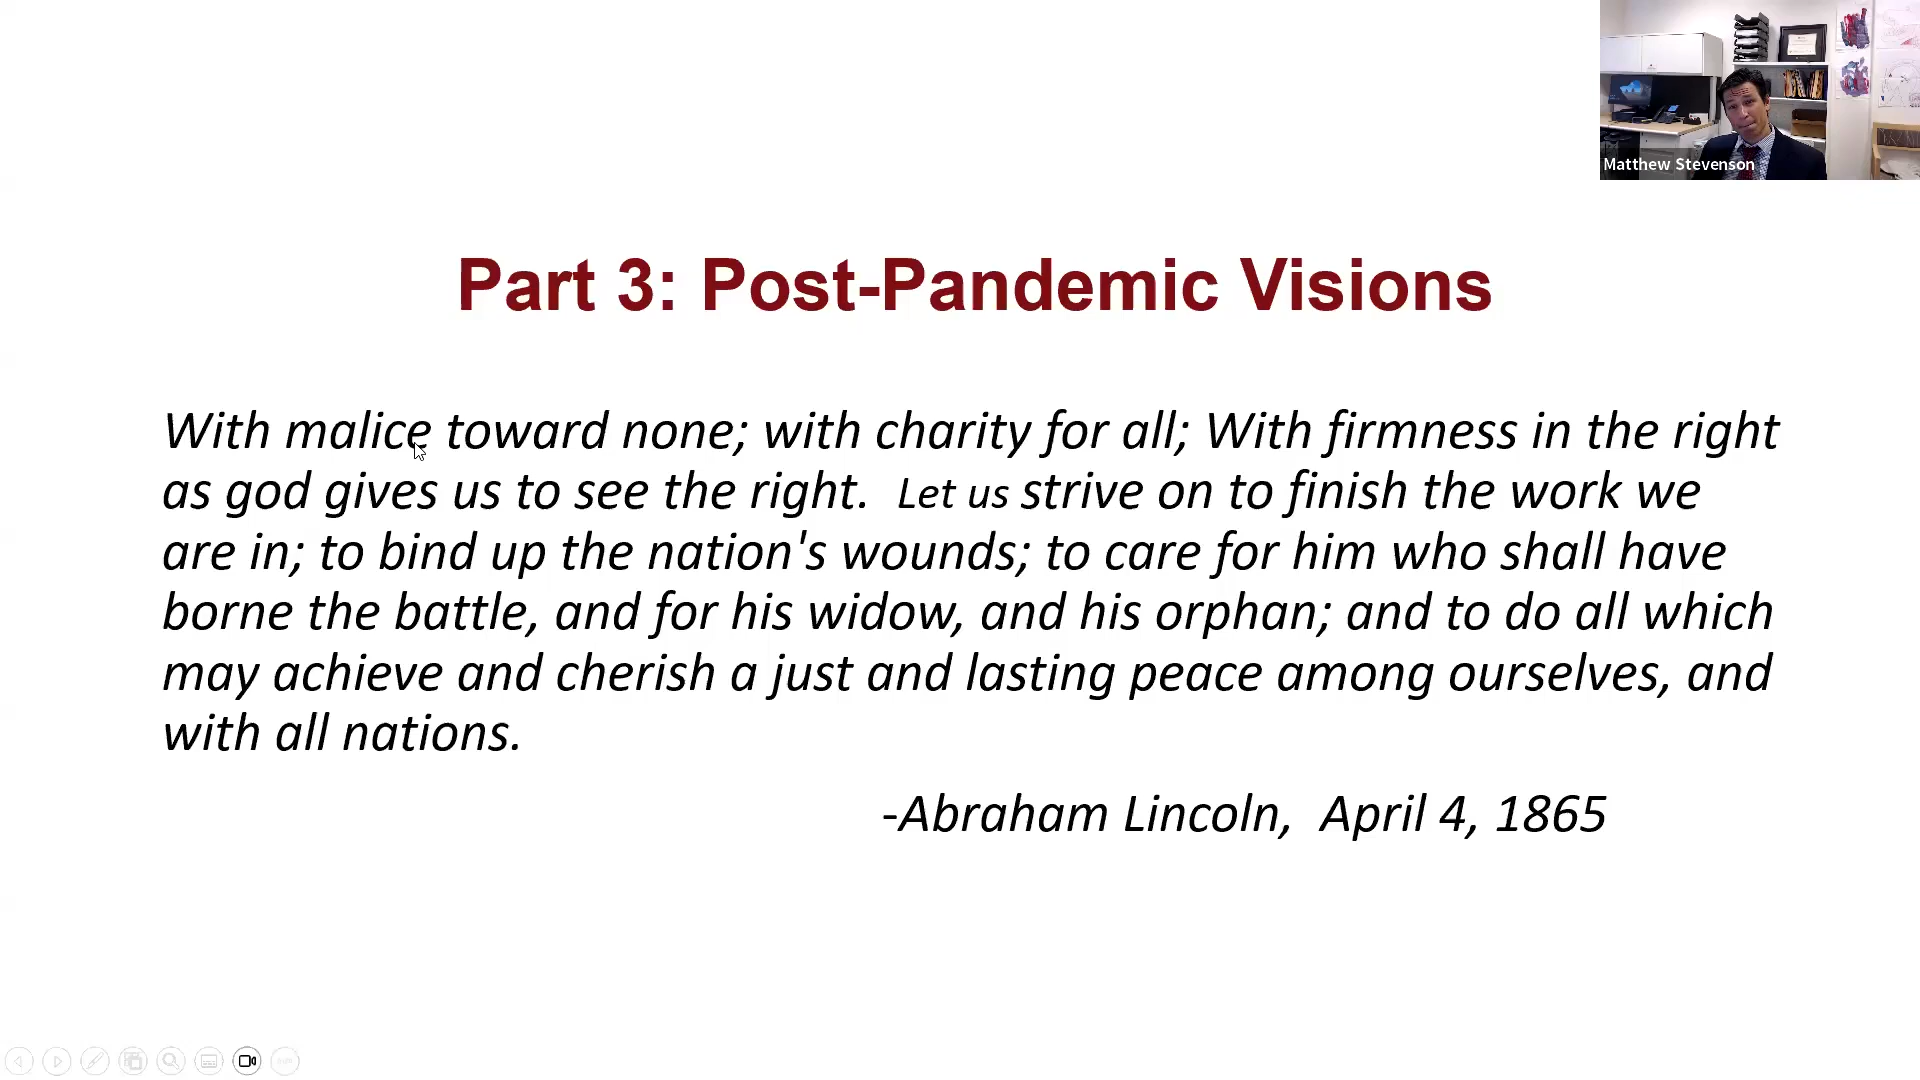 Matthew Stevenson
Part 3: Post-Pandemic Visions
With malice toward none; with charity for all; With firmness in the right
as god gives us to see the right.  Let us strive on to finish the work we
are in; to bind up the nation's wounds; to care for him who shall have
borne the battle, and for his widow, and his orphan; and to do all which
may achieve and cherish a just and lasting peace among ourselves, and
with all nations.
-Abraham Lincoln,  April 4, 1865